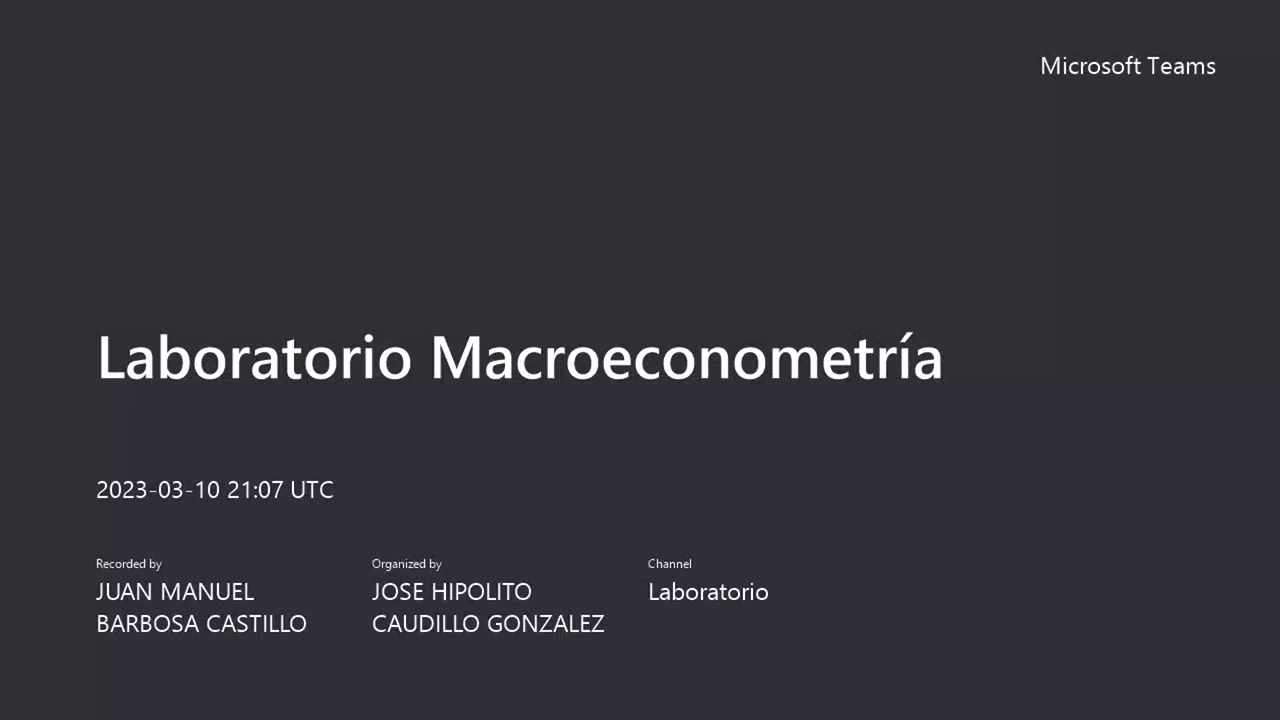 Microsoft Teams
Laboratorio Macroeconometría
2023-03-10 21:07 UTC
Recorded by
JUAN MANUEL
BARBOSA CASTILLO
Organized by
JOSE HIPOLITO
CAUDILLO GONZALEZ
Channel
Laboratorio